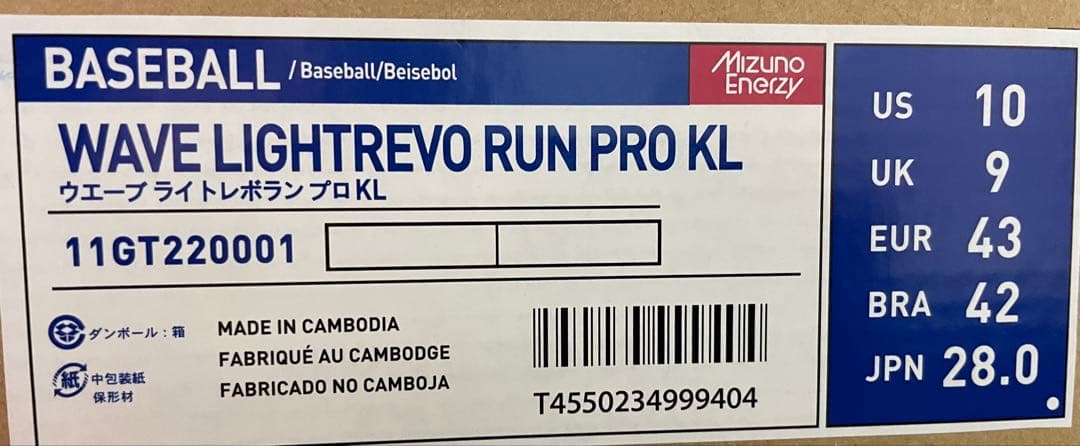 BASEBALL / Baseball/Beisebol
Mizuno
Enerzy
WAVE LIGHTREVO RUN PRO KL
ウエーブ ライトレボラン プロ KL
11GT220001
ダンボール：箱
紙 中包装紙
保形材
MADE IN CAMBODIA
FABRIQUÉ AU CAMBODGE
FABRICADO NO CAMBOJA
T4550234999404
US 10
UK 9
EUR 43
BRA 42
JPN 28.0